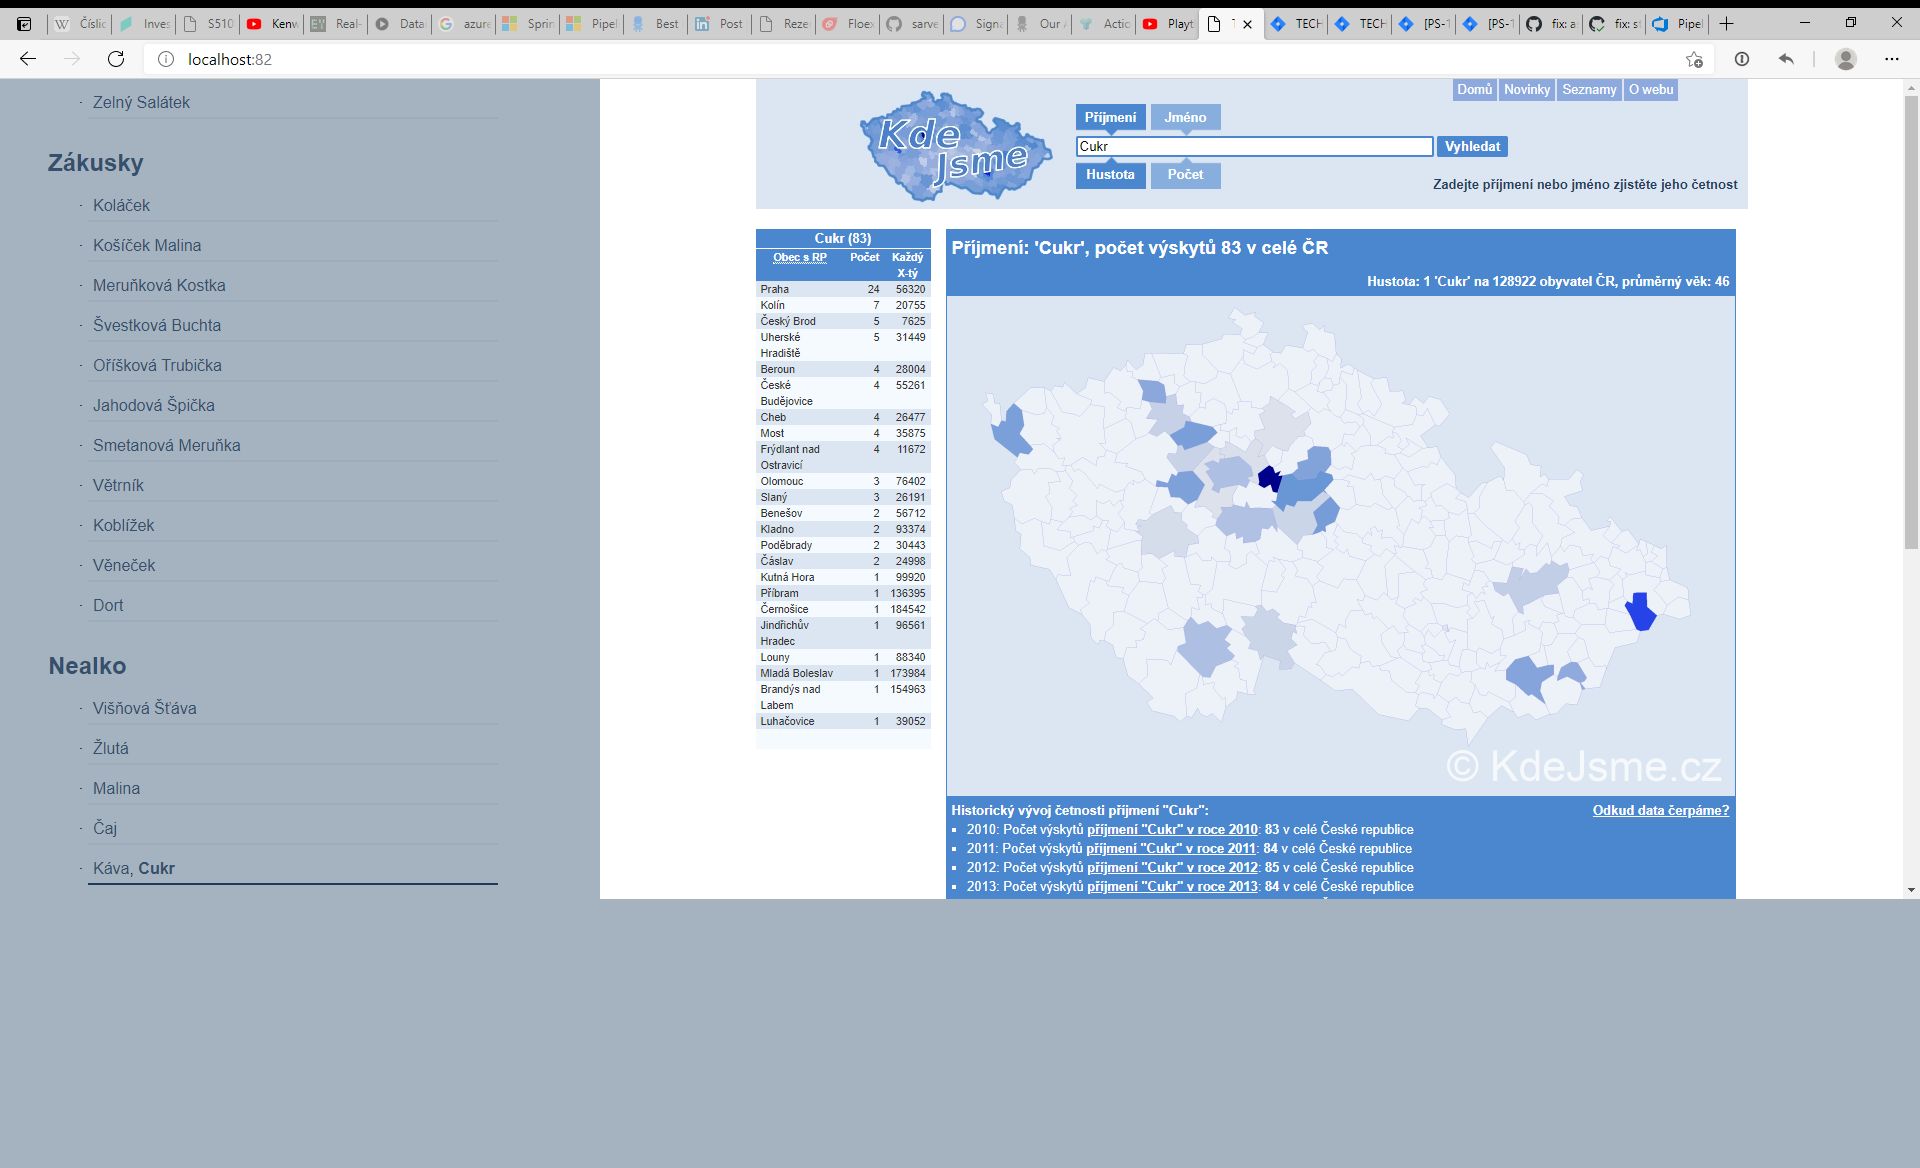 Číslic
Inves
S510
Kenw
Real-
Data
azure
Sprin
Pipel
Best
Post
Reze
Floe
sarve
Signa
Our
Actio
Playt
TECH
TECH
[PS-1
[PS-1
fix: a
fix: s
Pipel
localhost:82
Zelný Salátek
Zákusky
Koláček
Košíček Malina
Meruňková Kostka
Švestková Buchta
Oříšková Trubička
Jahodová Špička
Smetanová Meruňka
Větrník
Koblížek
Věneček
Dort
Nealko
Višňová Šťáva
Žlutá
Malina
Čaj
Káva, Cukr
Domů Novinky Seznamy O webu
Kde
Jsme
Příjmení Jméno
Cukr Vyhledat
Hustota Počet
Zadejte příjmení nebo jméno zjistěte jeho četnost
Cukr (83)
Obec s RP Počet Každý
X-tý
Praha 24 56320
Kolín 7 20755
Český Brod 5 7625
Uherské 5 31449
Hradiště
Beroun 4 28004
České 4 55261
Budějovice
Cheb 4 26477
Most 4 35875
Frýdlant nad 4 11672
Ostravicí
Olomouc 3 76402
Slaný 3 26191
Benešov 2 56712
Kladno 2 93374
Poděbrady 2 30443
Čáslav 2 24998
Kutná Hora 1 99920
Příbram 1 136395
Černošice 1 184542
Jindřichův 1 96561
Hradec
Louny 1 88340
Mladá Boleslav 1 173984
Brandýs nad 1 154963
Labem
Luhačovice 1 39052
Příjmení: 'Cukr', počet výskytů 83 v celé ČR
Hustota: 1 'Cukr' na 128922 obyvatel ČR, průměrný věk: 46
© KdeJsme.cz
Historický vývoj četnosti příjmení "Cukr": Odkud data čerpáme?
2010: Počet výskytů příjmení "Cukr" v roce 2010: 83 v celé České republice
2011: Počet výskytů příjmení "Cukr" v roce 2011: 84 v celé České republice
2012: Počet výskytů příjmení "Cukr" v roce 2012: 85 v celé České republice
2013: Počet výskytů příjmení "Cukr" v roce 2013: 84 v celé České republice